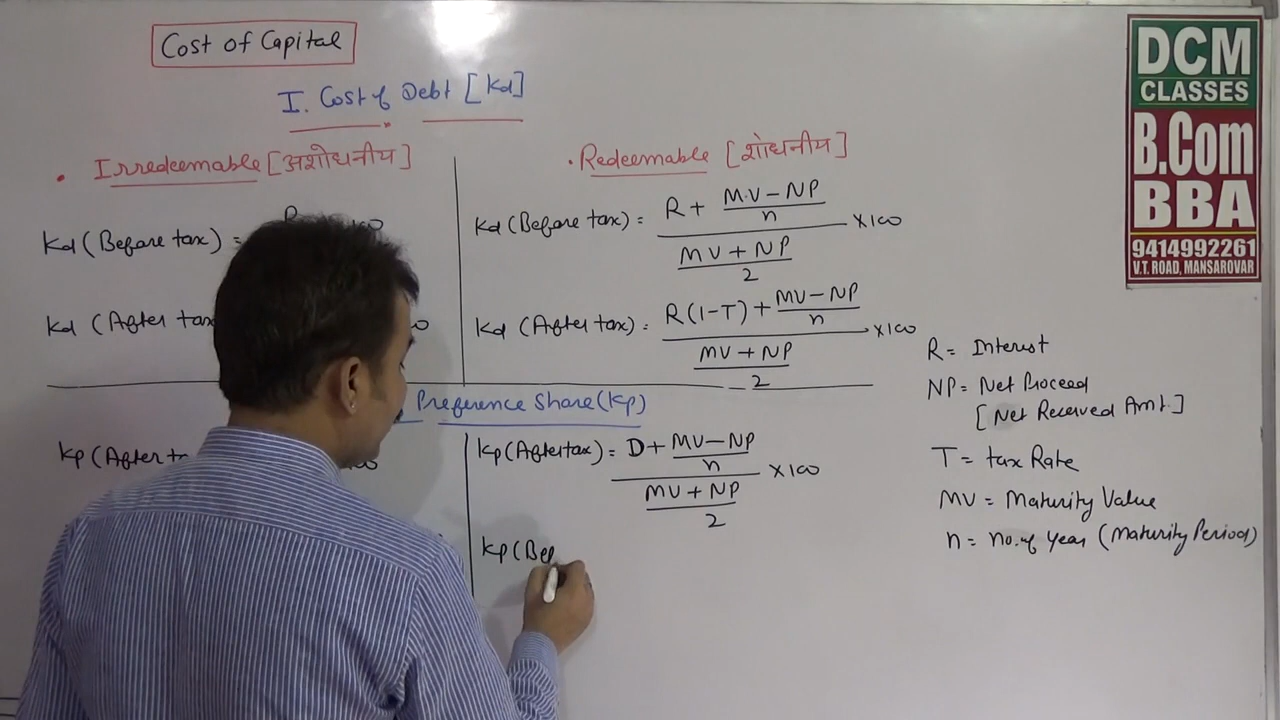 Cost of Capital
I. Cost of Debt [Kd]
Irredeemable [अशोधनीय]
Kd (Before tax) =
Kd (After tax
. Redeemable [शोधनीय]
Kd (Before tax) = R + M.V - NP / n / MV + NP / 2 × 100
Kd (After tax) = R(1-T) + MV - NP / n / MV + NP / 2 × 100
Preference Share (Kp)
Kp (After t
Kp (After tax) = D + MV - NP / n / MV + NP / 2 × 100
Kp (Bef
R = Interest
NP = Net Proceed
[Net Received Amt.]
T = tax Rate
MV = Maturity Value
n = no. of year (Maturity Period)
DCM
CLASSES
B.Com
BBA
9414992261
V.T. ROAD, MANSAROVAR